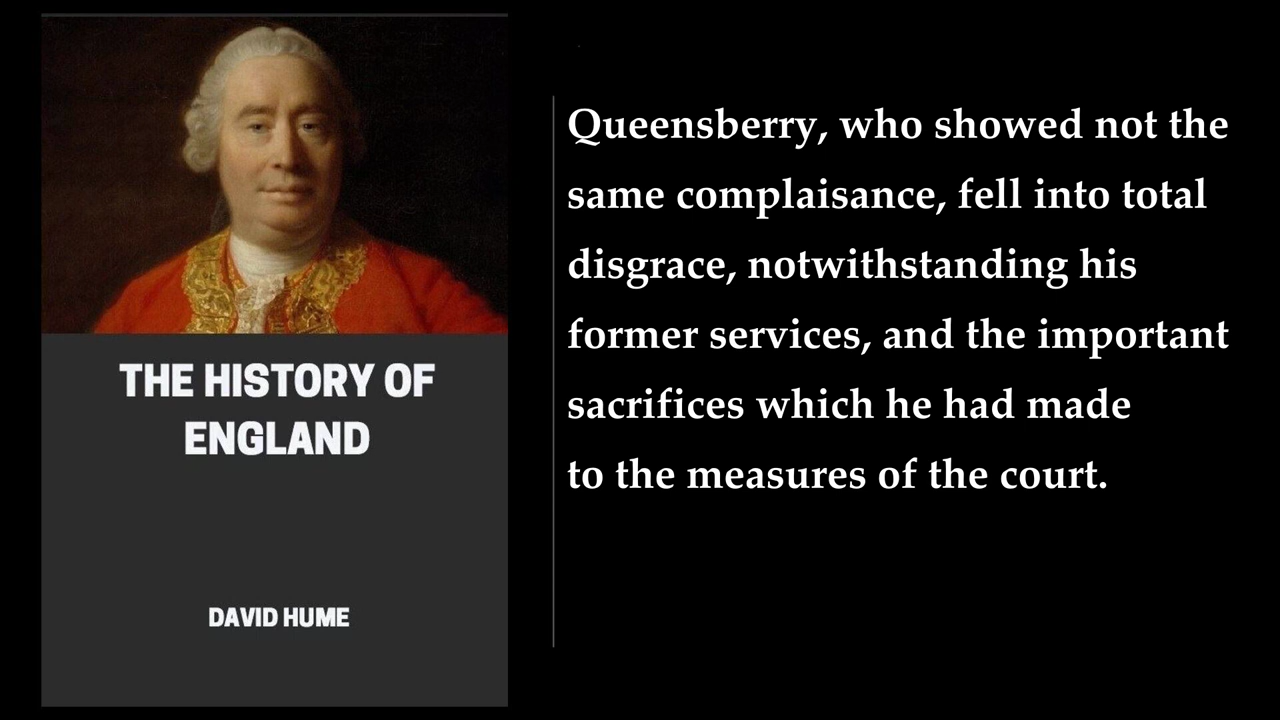 THE HISTORY OF
ENGLAND
DAVID HUME
Queensberry, who showed not the
same complaisance, fell into total
disgrace, notwithstanding his
former services, and the important
sacrifices which he had made
to the measures of the court.